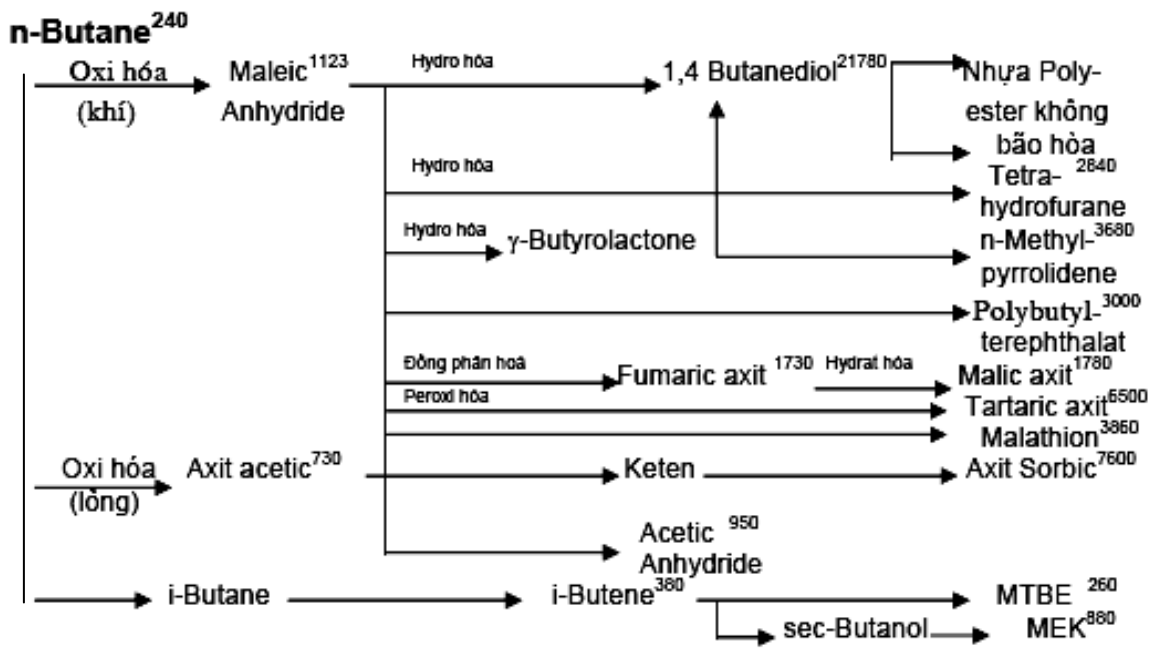 n-Butane240
Oxi hóa Maleic1123 Hydro hóa 1,4 Butanediol21780 Nhựa Poly-
(khí) Anhydride ester không
bão hòa
Hydro hóa Tetra- 2840
hydrofurane
Hydro hóa γ-Butyrolactone n-Methyl-3680
pyrrolidene
Polybutyl-3000
terephthalat
Đồng phân hoá Fumaric axit 1730 Hydrat hóa Malic axit1780
Peroxi hóa Tartaric axit6500
Malathion3860
Oxi hóa Axit acetic730 Keten Axit Sorbic7600
(lỏng)
Acetic 950
Anhydride
i-Butane i-Butene380 MTBE 260
sec-Butanol MEK880